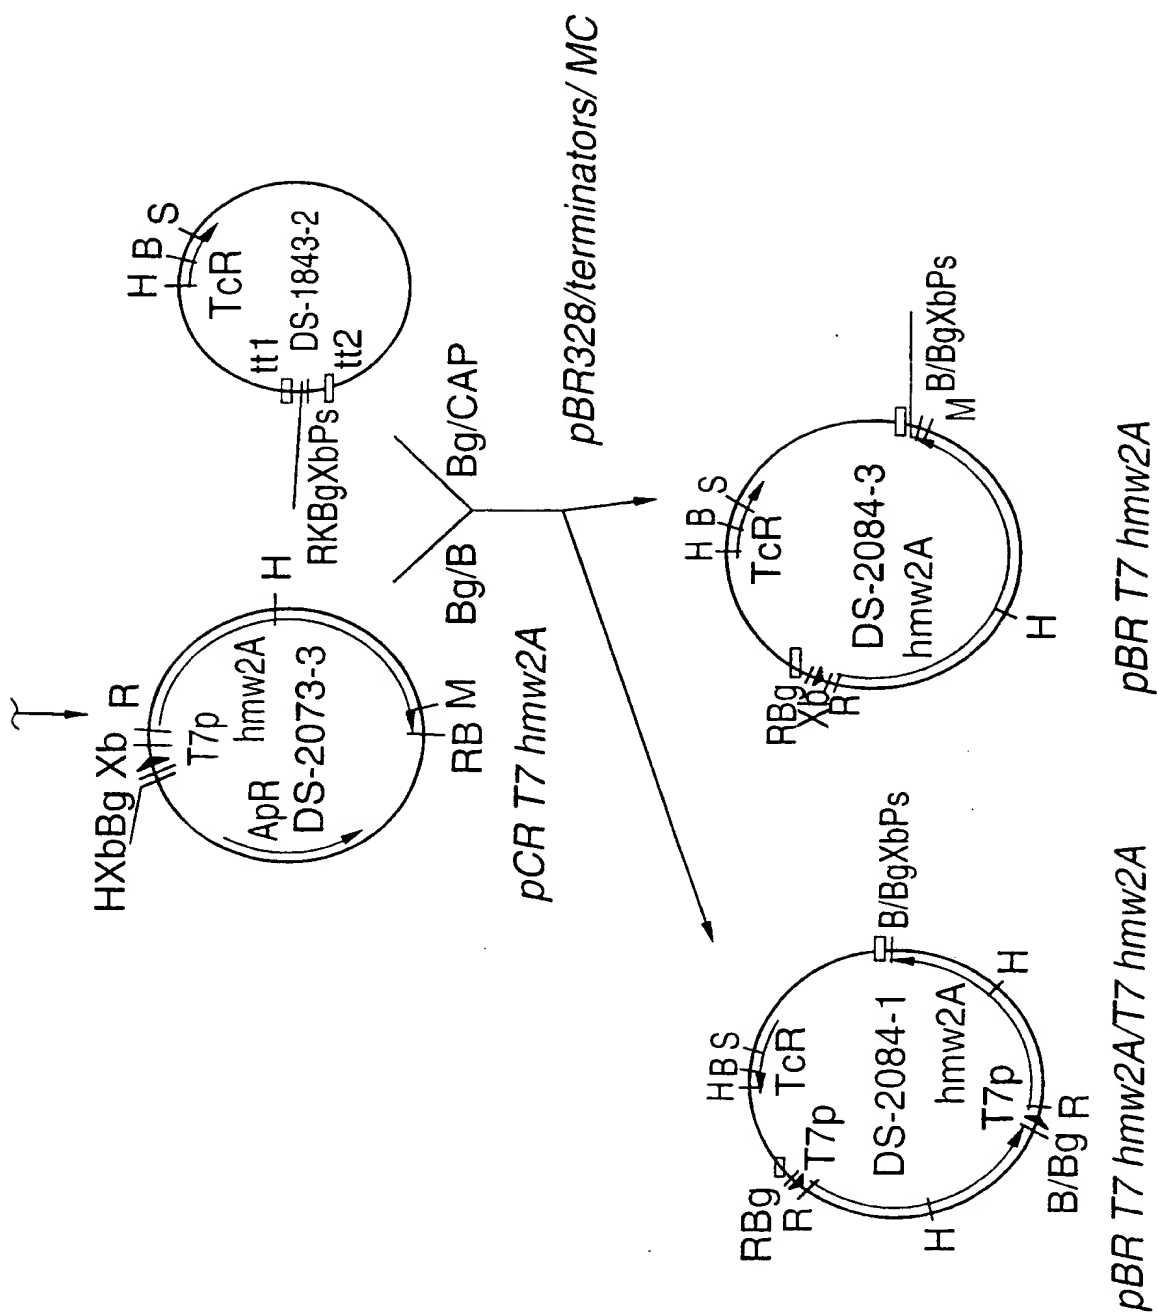 HXbBg Xb R
T7p
hmw2A
H
ApR
DS-2073-3
RB M
pCR T7 hmw2A
H B S
TcR
tt1
DS-1843-2
tt2
RKBgXbPs
pBR328/terminators/ MC
Bg/B
Bg/CAP
H B S
TcR
T7p
RBg
R
DS-2084-1
hmw2A
B/BgXbPs
H
H
T7p
B/Bg R
pBR T7 hmw2A/T7 hmw2A
H B S
TcR
RBg
Xb
R
DS-2084-3
hmw2A
M
B/BgXbPs
H
pBR T7 hmw2A